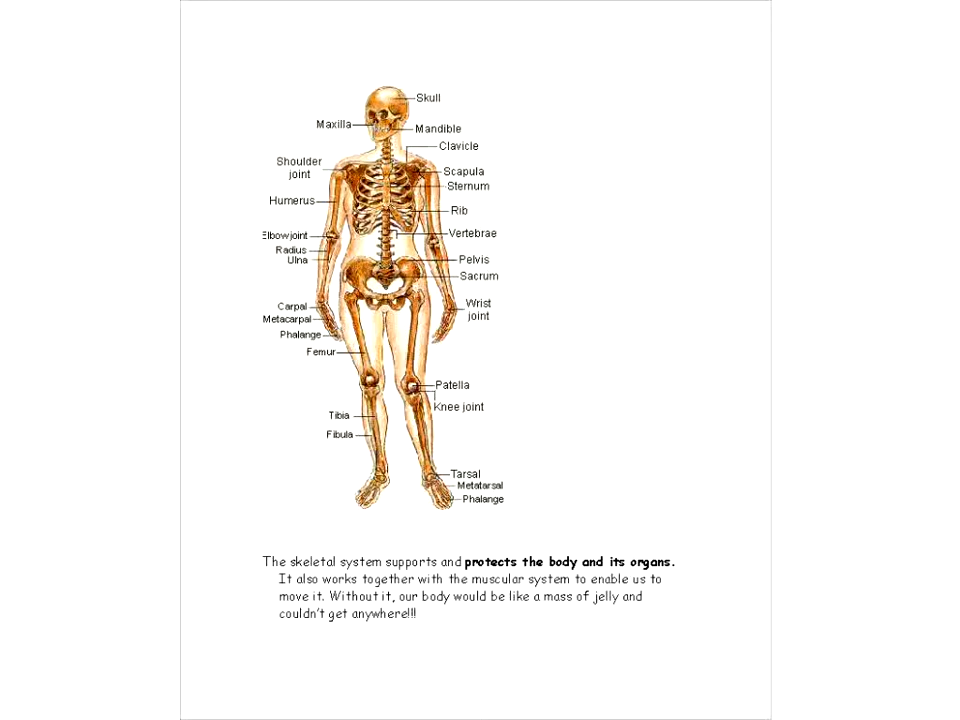 Skull
Maxilla
Mandible
Clavicle
Shoulder
joint
Scapula
Sternum
Humerus
Rib
Vertebrae
Elbow joint
Radius
Ulna
Pelvis
Sacrum
Carpal
Metacarpal
Phalange
Wrist
joint
Femur
Patella
Knee joint
Tibia
Fibula
Tarsal
Metatarsal
Phalange
The skeletal system supports and protects the body and its organs.
It also works together with the muscular system to enable us to
move it. Without it, our body would be like a mass of jelly and
couldn't get anywhere!!!